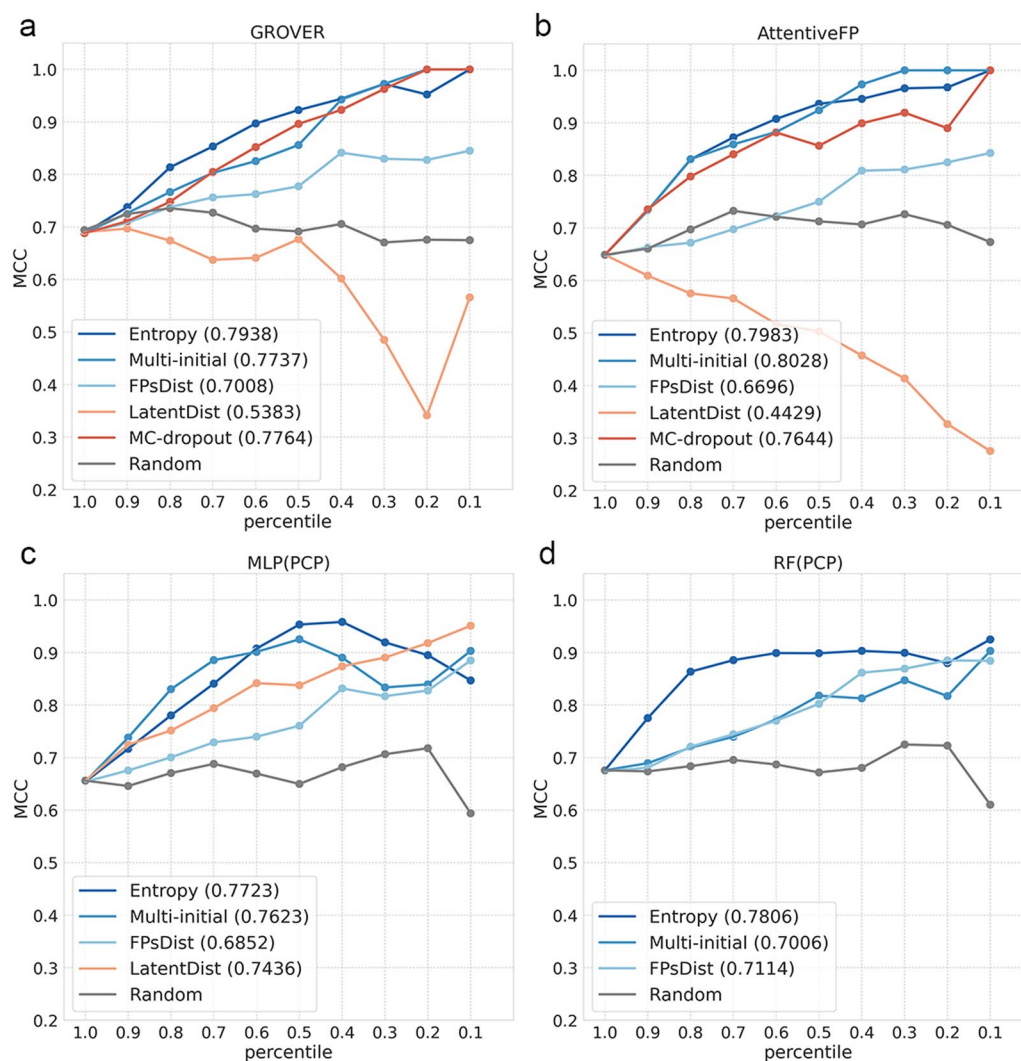 a
GROVER
MCC
1.0
0.9
0.8
0.7
0.6
0.5
0.4
0.3
0.2
Entropy (0.7938)
Multi-initial (0.7737)
FPsDist (0.7008)
LatentDist (0.5383)
MC-dropout (0.7764)
Random
1.0 0.9 0.8 0.7 0.6 0.5 0.4 0.3 0.2 0.1
percentile
b
AttentiveFP
MCC
1.0
0.9
0.8
0.7
0.6
0.5
0.4
0.3
0.2
Entropy (0.7983)
Multi-initial (0.8028)
FPsDist (0.6696)
LatentDist (0.4429)
MC-dropout (0.7644)
Random
1.0 0.9 0.8 0.7 0.6 0.5 0.4 0.3 0.2 0.1
percentile
c
MLP(PCP)
MCC
1.0
0.9
0.8
0.7
0.6
0.5
0.4
0.3
0.2
Entropy (0.7723)
Multi-initial (0.7623)
FPsDist (0.6852)
LatentDist (0.7436)
Random
1.0 0.9 0.8 0.7 0.6 0.5 0.4 0.3 0.2 0.1
percentile
d
RF(PCP)
MCC
1.0
0.9
0.8
0.7
0.6
0.5
0.4
0.3
0.2
Entropy (0.7806)
Multi-initial (0.7006)
FPsDist (0.7114)
Random
1.0 0.9 0.8 0.7 0.6 0.5 0.4 0.3 0.2 0.1
percentile